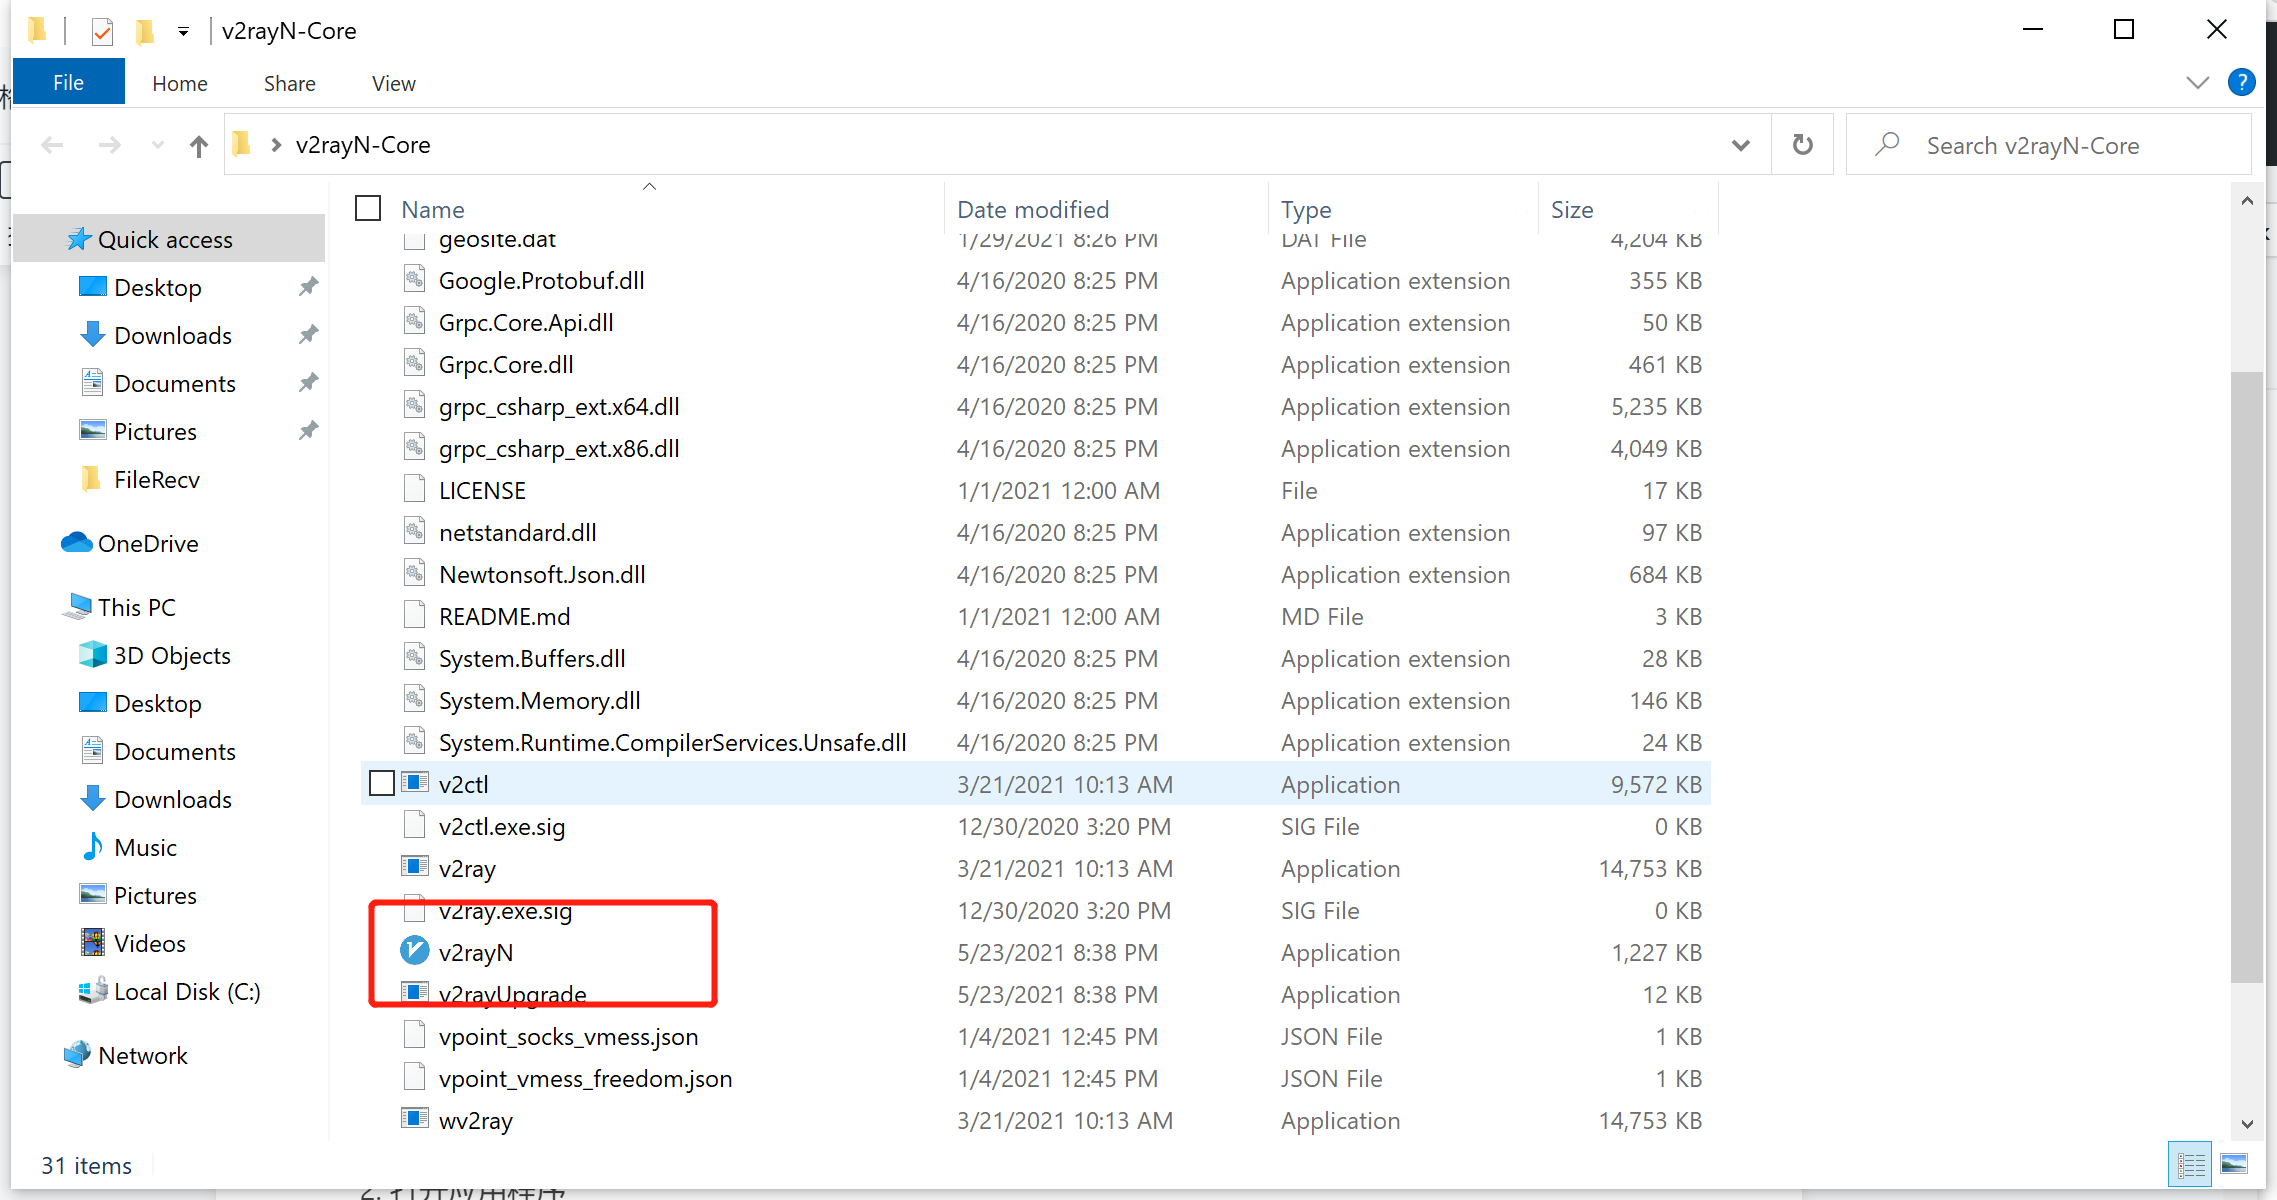 v2rayN-Core
File Home Share View
v2rayN-Core
Search v2rayN-Core
Quick access
Desktop
Downloads
Documents
Pictures
FileRecv
OneDrive
This PC
3D Objects
Desktop
Documents
Downloads
Music
Pictures
Videos
Local Disk (C:)
Network
Name Date modified Type Size
geosite.dat 1/29/2021 8:26 PM DAT File 4,204 KB
Google.Protobuf.dll 4/16/2020 8:25 PM Application extension 355 KB
Grpc.Core.Api.dll 4/16/2020 8:25 PM Application extension 50 KB
Grpc.Core.dll 4/16/2020 8:25 PM Application extension 461 KB
grpc_csharp_ext.x64.dll 4/16/2020 8:25 PM Application extension 5,235 KB
grpc_csharp_ext.x86.dll 4/16/2020 8:25 PM Application extension 4,049 KB
LICENSE 1/1/2021 12:00 AM File 17 KB
netstandard.dll 4/16/2020 8:25 PM Application extension 97 KB
Newtonsoft.Json.dll 4/16/2020 8:25 PM Application extension 684 KB
README.md 1/1/2021 12:00 AM MD File 3 KB
System.Buffers.dll 4/16/2020 8:25 PM Application extension 28 KB
System.Memory.dll 4/16/2020 8:25 PM Application extension 146 KB
System.Runtime.CompilerServices.Unsafe.dll 4/16/2020 8:25 PM Application extension 24 KB
v2ctl 3/21/2021 10:13 AM Application 9,572 KB
v2ctl.exe.sig 12/30/2020 3:20 PM SIG File 0 KB
v2ray 3/21/2021 10:13 AM Application 14,753 KB
v2ray.exe.sig 12/30/2020 3:20 PM SIG File 0 KB
v2rayN 5/23/2021 8:38 PM Application 1,227 KB
v2rayUpgrade 5/23/2021 8:38 PM Application 12 KB
vpoint_socks_vmess.json 1/4/2021 12:45 PM JSON File 1 KB
vpoint_vmess_freedom.json 1/4/2021 12:45 PM JSON File 1 KB
wv2ray 3/21/2021 10:13 AM Application 14,753 KB
31 items
2. 打开应用程序